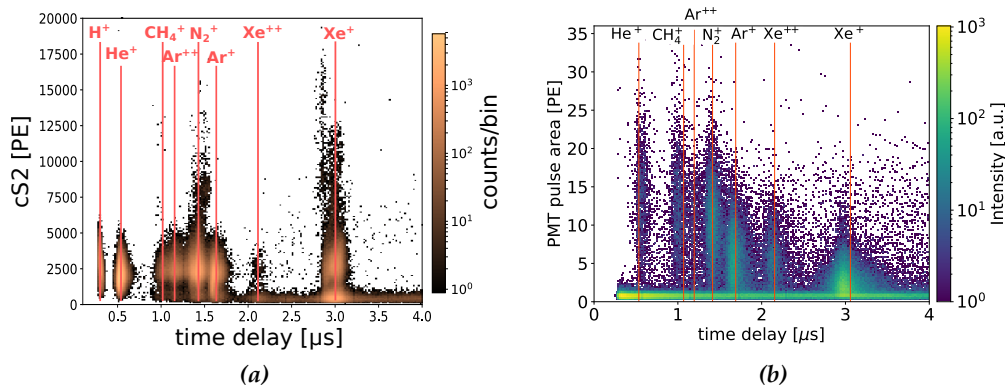 H⁺ He⁺ CH₄⁺ Ar⁺⁺ N₂⁺ Ar⁺ Xe⁺⁺ Xe⁺
cS2 [PE]
20000
17500
15000
12500
10000
7500
5000
2500
0
0.5 1.0 1.5 2.0 2.5 3.0 3.5 4.0
time delay [µs]
10³
10²
10¹
10⁰
counts/bin
(a)
Ar⁺⁺
He⁺ CH₄⁺ N₂⁺ Ar⁺ Xe⁺⁺ Xe⁺
PMT pulse area [PE]
35
30
25
20
15
10
5
0
0 1 2 3 4
time delay [µs]
10³
10²
10¹
10⁰
Intensity [a.u.]
(b)